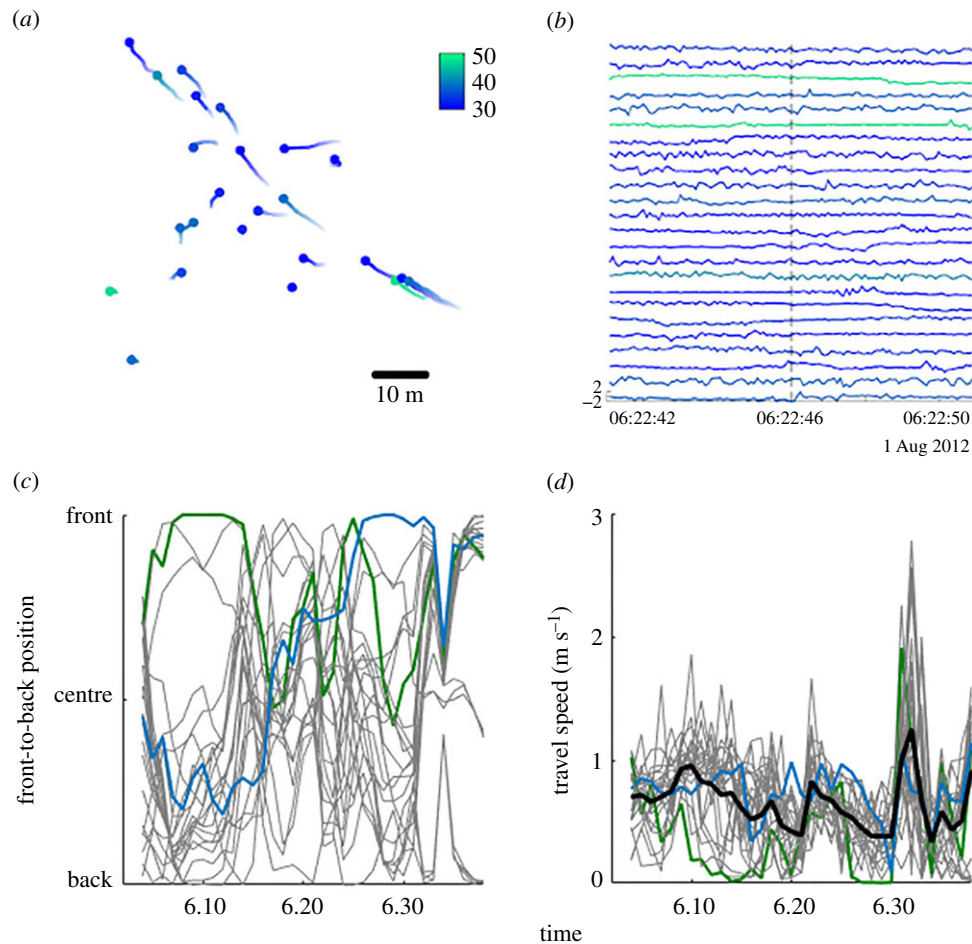 (a)
50
40
30
10 m
(b)
2
–2
06:22:42 06:22:46 06:22:50
1 Aug 2012
(c)
front
centre
back
front-to-back position
6.10 6.20 6.30
(d)
3
2
1
0
travel speed (m s⁻¹)
6.10 6.20 6.30
time